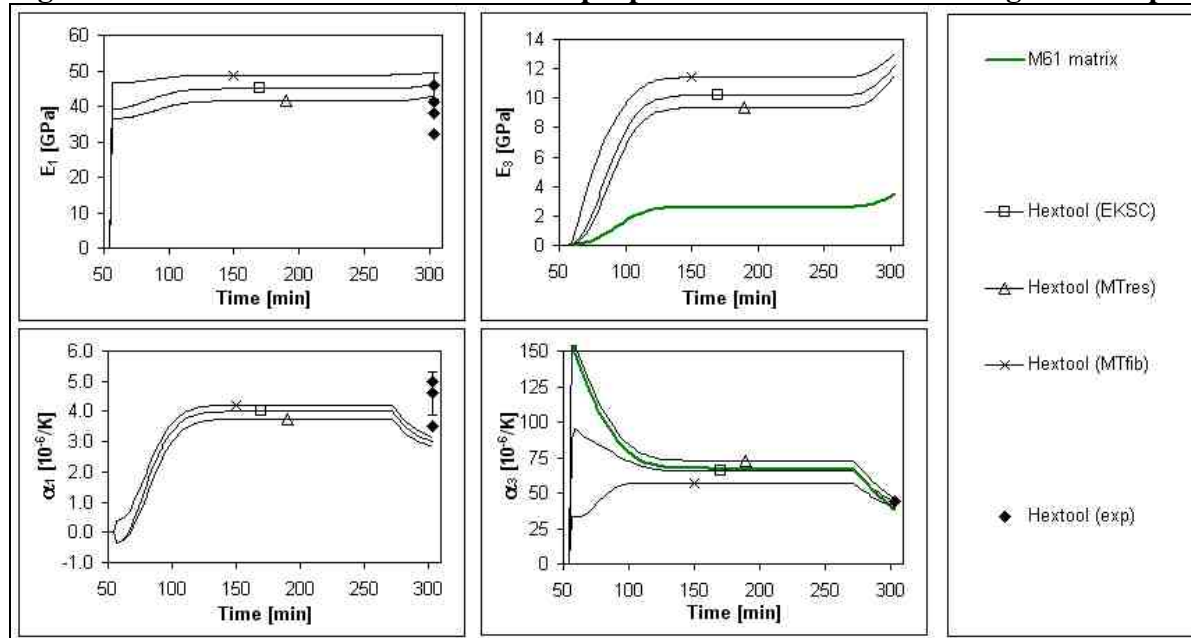 60
50
40
30
20
10
0
E1 [GPa]
50 100 150 200 250 300
Time [min]
14
12
10
8
6
4
2
0
E3 [GPa]
50 100 150 200 250 300
Time [min]
6.0
5.0
4.0
3.0
2.0
1.0
0.0
-1.0
α1 [10-6/K]
50 100 150 200 250 300
Time [min]
150
125
100
75
50
25
0
α3 [10-6/K]
50 100 150 200 250 300
Time [min]
M61 matrix
Hextool (EKSC)
Hextool (MTres)
Hextool (MTfib)
Hextool (exp)